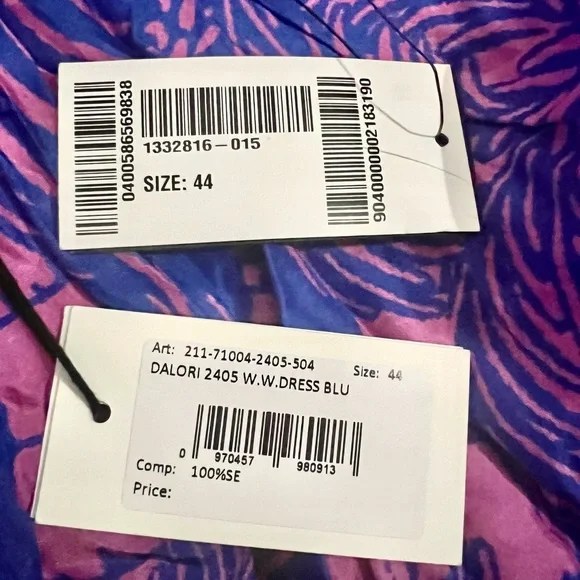 0400586569838
1332816-015
SIZE: 44
9040000002183190
Art: 211-71004-2405-504
Size: 44
DALORI 2405 W.W.DRESS BLU
0 970457 980913
Comp: 100%SE
Price: